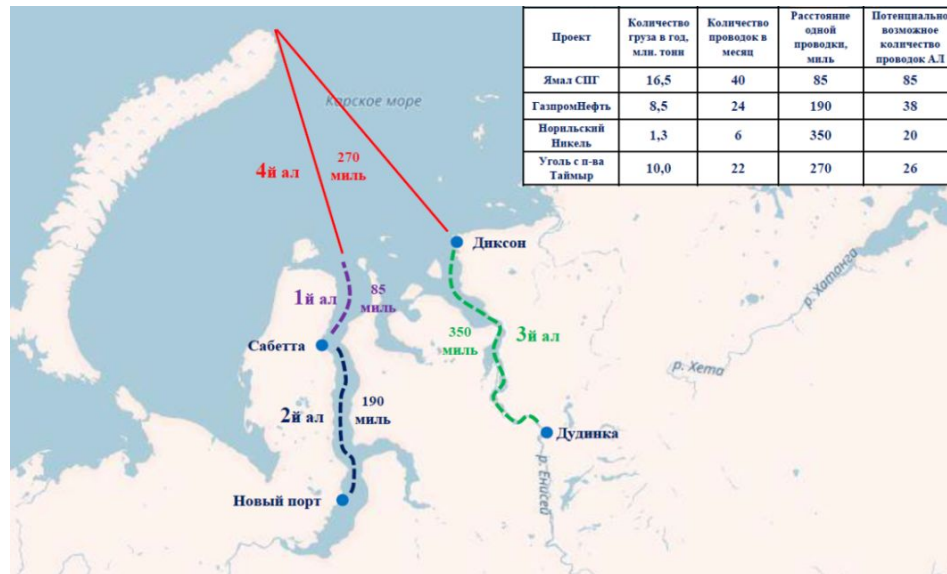 Проект
Количество
груза в год,
млн. тонн
Количество
проводок в
месяц
Расстояние
одной
проводки,
миль
Потенциально
возможное
количество
проводок АЛ
Ямал СПГ
16,5
40
85
85
ГазпромНефть
8,5
24
190
38
Норильский
Никель
1,3
6
350
20
Уголь с п-ва
Таймыр
10,0
22
270
26
Карское море
4й ал
270
миль
Диксон
1й ал
85
миль
Сабетта
350
миль
3й ал
р. Хатанга
р. Хета
2й ал
190
миль
Дудинка
Новый порт
р. Енисей